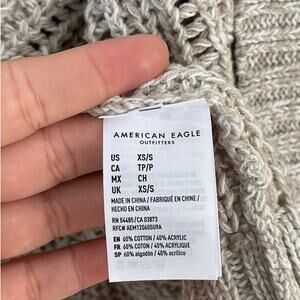 AMERICAN EAGLE
OUTFITTERS
US XS/S
CA TP/P
MX CH
UK XS/S
MADE IN CHINA / FABRIQUÉ EN CHINE /
HECHO EN CHINA
RN 54485/ CA 03873
RFC# AEM120605U9A
EN 60% COTTON / 40% ACRYLIC
FR 60% COTON / 40% ACRYLIQUE
SP 60% algodón / 40% acrílico